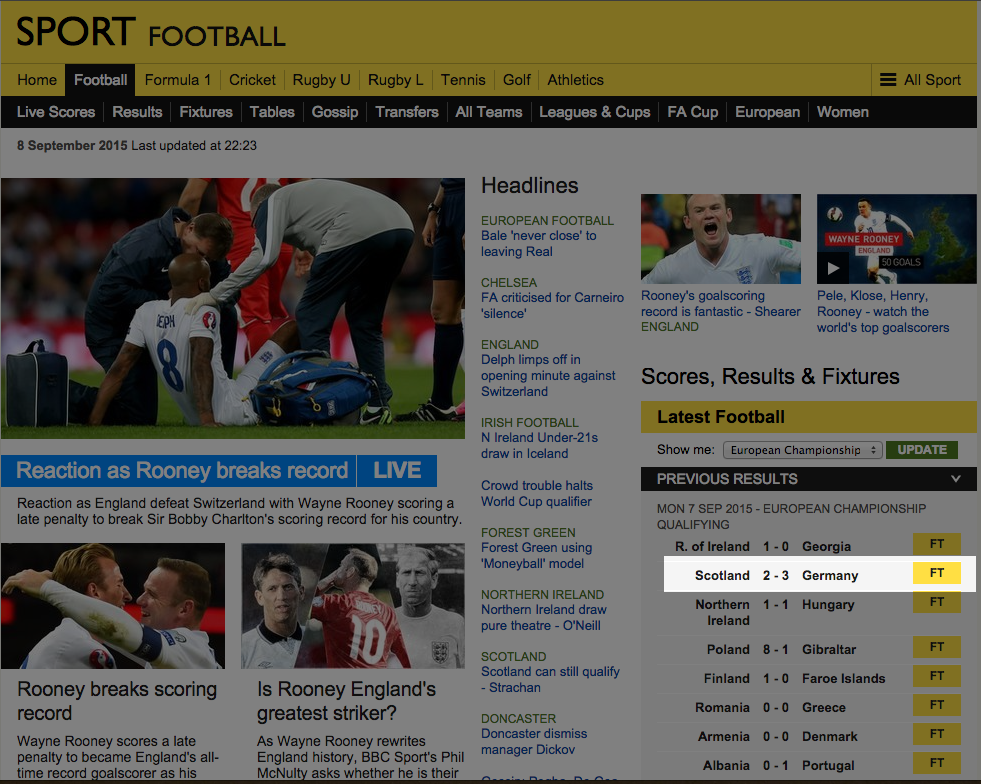 SPORT FOOTBALL
Home Football Formula 1 Cricket Rugby U Rugby L Tennis Golf Athletics All Sport
Live Scores Results Fixtures Tables Gossip Transfers All Teams Leagues & Cups FA Cup European Women
8 September 2015 Last updated at 22:23
DELPH
8
Reaction as Rooney breaks record LIVE
Reaction as England defeat Switzerland with Wayne Rooney scoring a
late penalty to break Sir Bobby Charlton's scoring record for his country.
10
Rooney breaks scoring
record
Wayne Rooney scores a late
penalty to became England's all-
time record goalscorer as his
Is Rooney England's
greatest striker?
As Wayne Rooney rewrites
England history, BBC Sport's Phil
McNulty asks whether he is their
Headlines
EUROPEAN FOOTBALL
Bale 'never close' to
leaving Real
CHELSEA
FA criticised for Carneiro
'silence'
ENGLAND
Delph limps off in
opening minute against
Switzerland
IRISH FOOTBALL
N Ireland Under-21s
draw in Iceland
Crowd trouble halts
World Cup qualifier
FOREST GREEN
Forest Green using
'Moneyball' model
NORTHERN IRELAND
Northern Ireland draw
pure theatre - O'Neill
SCOTLAND
Scotland can still qualify
- Strachan
DONCASTER
Doncaster dismiss
manager Dickov
Rooney's goalscoring
record is fantastic - Shearer
ENGLAND
WAYNE ROONEY
ENGLAND
50 GOALS
Pele, Klose, Henry,
Rooney - watch the
world's top goalscorers
Scores, Results & Fixtures
Latest Football
Show me: European Championship UPDATE
PREVIOUS RESULTS
MON 7 SEP 2015 - EUROPEAN CHAMPIONSHIP
QUALIFYING
R. of Ireland 1 - 0 Georgia FT
Scotland 2 - 3 Germany FT
Northern 1 - 1 Hungary FT
Ireland
Poland 8 - 1 Gibraltar FT
Finland 1 - 0 Faroe Islands FT
Romania 0 - 0 Greece FT
Armenia 0 - 0 Denmark FT
Albania 0 - 1 Portugal FT